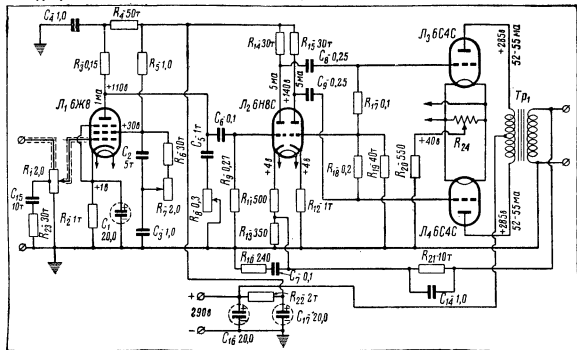 C4 1,0
R4 50т
R3 0,15
R5 1,0
+110в
1ма
Л1 6Ж8
+30в
C2 5т
R6 30т
R7 2,0
C3 1,0
R1 2,0
C15 10т
R23 30т
R2 1т
+1в
C1 20,0
C5 1т
R8 0,3
C6 0,1
R9 0,27
R14 30т
R15 30т
5ма
+140в
5ма
Л2 6Н8С
C8 0,25
C9 0,25
+4в
+4в
R11 500
R13 350
R12 1т
R10 240
C7 0,1
R17 0,1
R18 0,2
R19 40т
R20 550
+40в
R24
Л3 6С4С
Л4 6С4С
+285в
52-55ма
Тр1
+285в
52-55ма
R21 10т
C14 1,0
+
290в
-
R22 2т
C16 20,0
C17 20,0